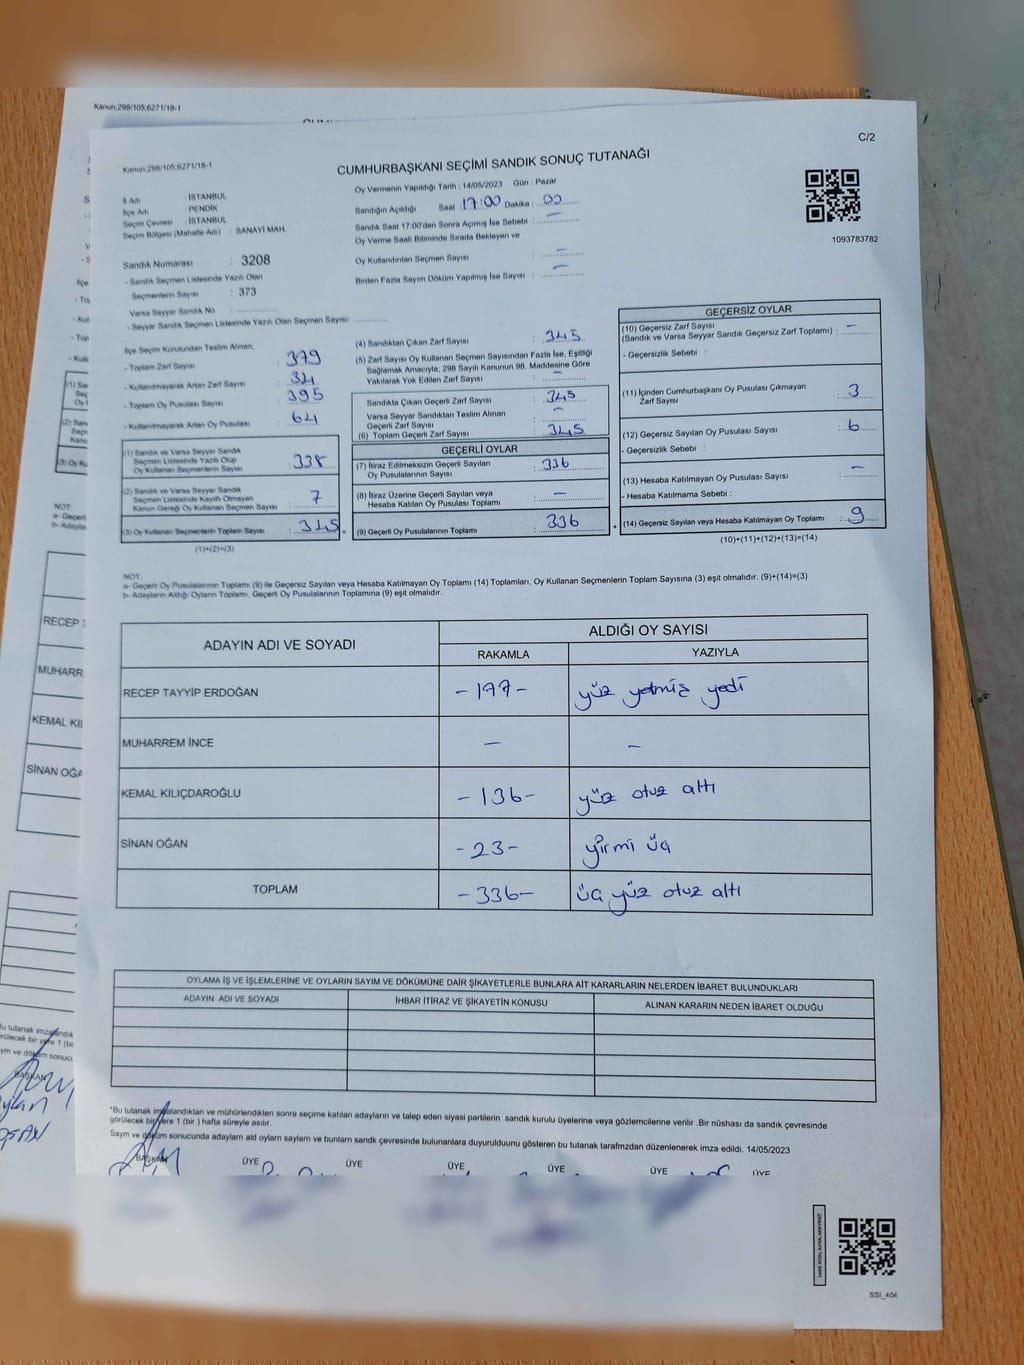 Kanun;298/105,6271/18-1
C/2
Kanun;298/105,6271/18-1
CUMHURBAŞKANI SEÇİMİ SANDIK SONUÇ TUTANAĞI
İl Adı : İSTANBUL
İlçe Adı : PENDİK
Seçim Çevresi : İSTANBUL
Seçim Bölgesi (Mahalle Adı) : SANAYİ MAH.
Oy Vermenin Yapıldığı Tarih : 14/05/2023 Gün : Pazar
Sandığın Açıldığı Saat : 17:00 Dakika : 00
Sandık Saat 17:00'den Sonra Açımış İse Sebebi : –
Oy Verme Saati Bitiminde Sırada Bekleyen ve
Oy Kullandırılan Seçmen Sayısı : –
Birden Fazla Sayım Döküm Yapılmış İse Sayısı : –
1093783782
Sandık Numarası : 3208
- Sandık Seçmen Listesinde Yazılı Olan
Seçmenlerin Sayısı : 373
Varsa Seyyar Sandık No :
- Seyyar Sandık Seçmen Listesinde Yazılı Olan Seçmen Sayısı:
İlçe Seçim Kurulundan Teslim Alınan;
- Toplam Zarf Sayısı : 379
- Kullanılmayarak Artan Zarf Sayısı : 34
- Toplam Oy Pusulası Sayısı : 395
- Kullanılmayarak Artan Oy Pusulası : 64
(1) Sandık ve Varsa Seyyar Sandık
Seçmen Listesinde Yazılı Olup
Oy Kullanan Seçmenlerin Sayısı : 338
(2) Sandık ve Varsa Seyyar Sandık
Seçmen Listesinde Kayıtlı Olmayan
Kanun Gereği Oy Kullanan Seçmen Sayısı : 7
(3) Oy Kullanan Seçmenlerin Toplam Sayısı : 345
(1)+(2)=(3)
(4) Sandıktan Çıkan Zarf Sayısı : 345
(5) Zarf Sayısı Oy Kullanan Seçmen Sayısından Fazla İse, Eşitliği
Sağlamak Amacıyla; 298 Sayılı Kanunun 98. Maddesine Göre
Yakılarak Yok Edilen Zarf Sayısı : –
Sandıkta Çıkan Geçerli Zarf Sayısı : 345
Varsa Seyyar Sandıktan Teslim Alınan
Geçerli Zarf Sayısı : –
(6) Toplam Geçerli Zarf Sayısı : 345
GEÇERLİ OYLAR
(7) İtiraz Edilmeksizin Geçerli Sayılan
Oy Pusulalarının Sayısı : 336
(8) İtiraz Üzerine Geçerli Sayılan veya
Hesaba Katılan Oy Pusulası Toplamı : –
(9) Geçerli Oy Pusulalarının Toplamı : 336
GEÇERSİZ OYLAR
(10) Geçersiz Zarf Sayısı
(Sandık ve Varsa Seyyar Sandık Geçersiz Zarf Toplamı) : –
- Geçersizlik Sebebi :
(11) İçinden Cumhurbaşkanı Oy Pusulası Çıkmayan
Zarf Sayısı : 3
(12) Geçersiz Sayılan Oy Pusulası Sayısı : 6
- Geçersizlik Sebebi :
(13) Hesaba Katılmayan Oy Pusulası Sayısı : –
- Hesaba Katılmama Sebebi :
(14) Geçersiz Sayılan veya Hesaba Katılmayan Oy Toplamı : 9
(10)+(11)+(12)+(13)=(14)
NOT:
a- Geçerli Oy Pusulalarının Toplamı (9) ile Geçersiz Sayılan veya Hesaba Katılmayan Oy Toplamı (14) Toplamları, Oy Kullanan Seçmenlerin Toplam Sayısına (3) eşit olmalıdır. (9)+(14)=(3)
b- Adayların Aldığı Oyların Toplamı, Geçerli Oy Pusulalarının Toplamına (9) eşit olmalıdır.
ADAYIN ADI VE SOYADI ALDIĞI OY SAYISI
RAKAMLA YAZIYLA
RECEP TAYYİP ERDOĞAN -177- yüz yetmiş yedi
MUHARREM İNCE – –
KEMAL KILIÇDAROĞLU -136- yüz otuz altı
SİNAN OĞAN -23- yirmi üç
TOPLAM -336- üç yüz otuz altı
OYLAMA İŞ VE İŞLEMLERİNE VE OYLARIN SAYIM VE DÖKÜMÜNE DAİR ŞİKAYETLERLE BUNLARA AİT KARARLARIN NELERDEN İBARET BULUNDUKLARI
ADAYIN ADI VE SOYADI İHBAR İTİRAZ VE ŞİKAYETİN KONUSU ALINAN KARARIN NEDEN İBARET OLDUĞU
"Bu tutanak imzalandıktan ve mühürlendikten sonra seçime katılan adayların ve talep eden siyasi partilerin sandık kurulu üyelerine veya gözlemcilerine verilir .Bir nüshası da sandık çevresinde
görülecek bir yere 1 (bir ) hafta süreyle asılır.
Sayım ve döküm sonucunda adayların ald oyların sayların ve bunların sandk çevresinde bulunanlara duyurulduunu gösteren bu tutanak tarafmzdan düzenlenerek imza edildi. 14/05/2023
BAŞKAN ÜYE ÜYE ÜYE ÜYE ÜYE ÜYE
SSI_404